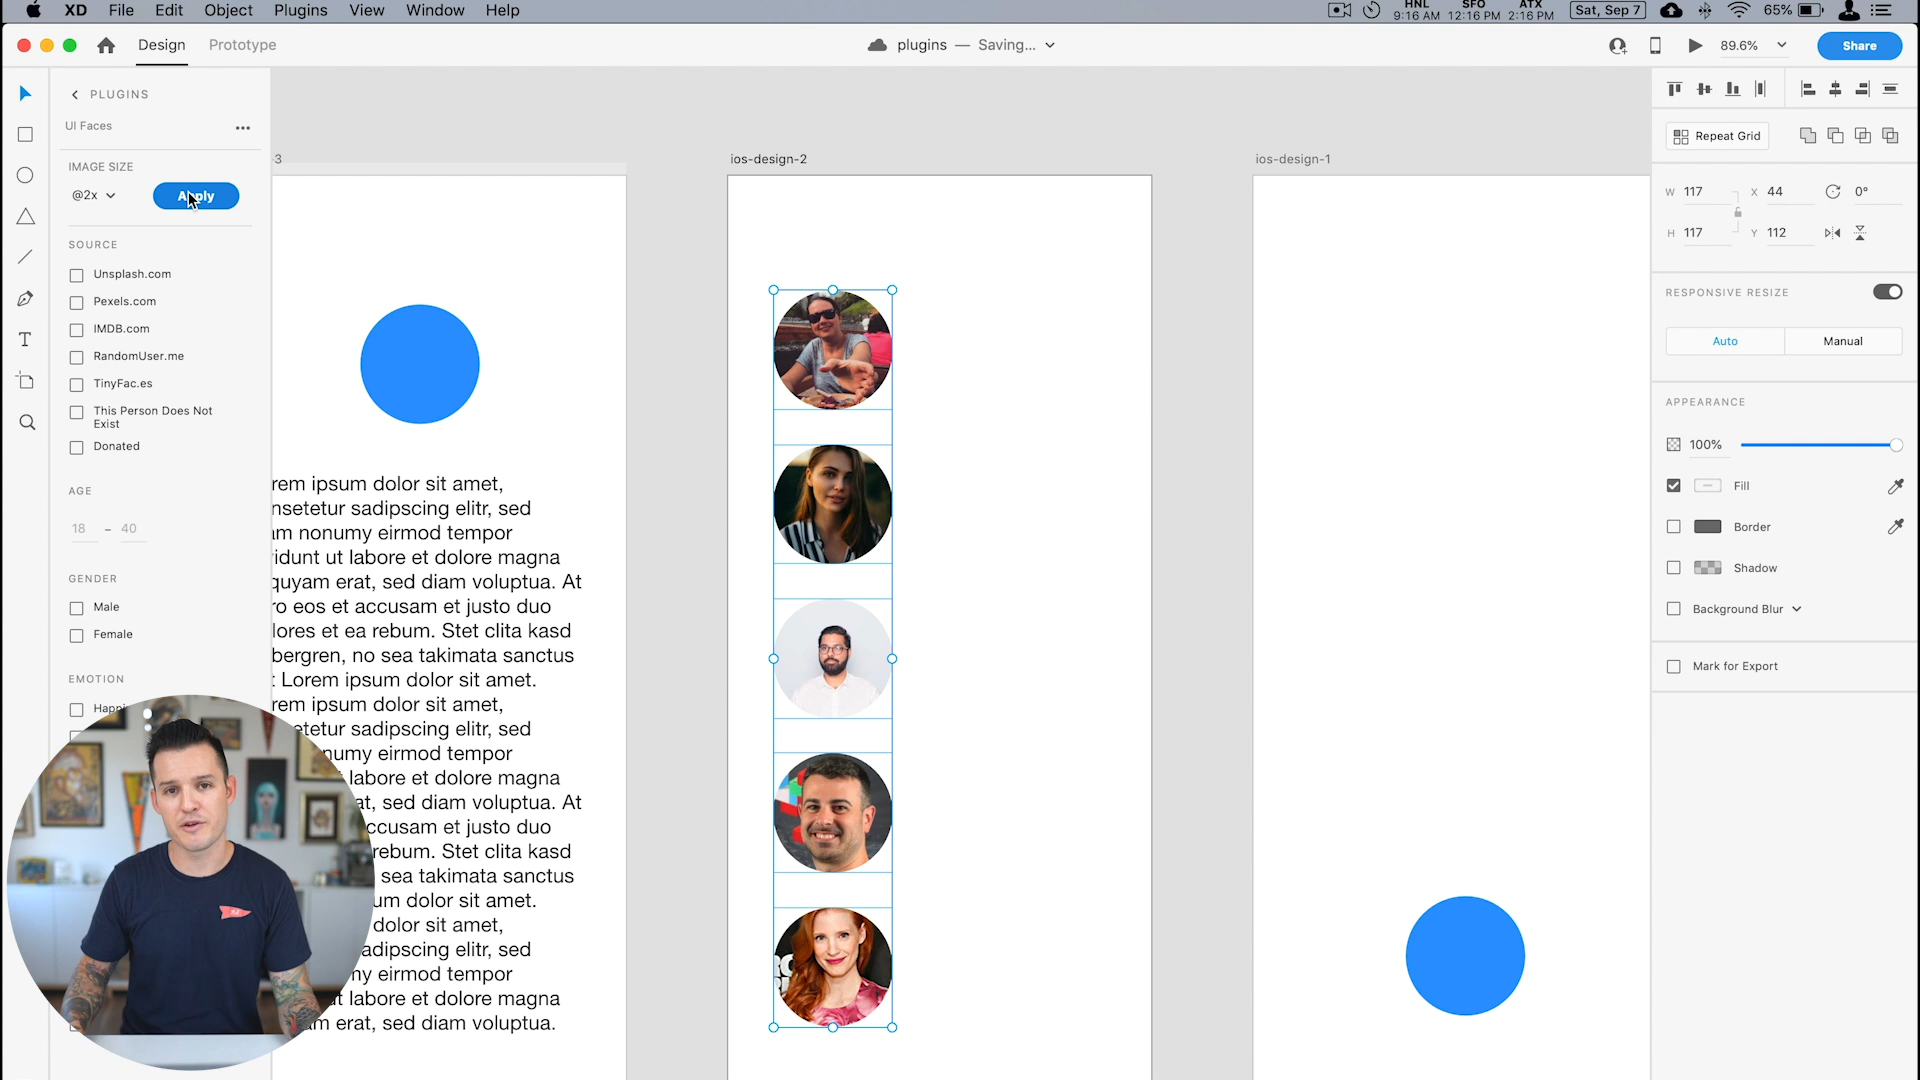 XD File Edit Object Plugins View Window Help
HNL SFO ATX
9:16 AM 12:16 PM 2:16 PM
Sat, Sep 7
65%
Design Prototype
plugins — Saving...
89.6%
Share
PLUGINS
UI Faces
IMAGE SIZE
@2x Apply
SOURCE
Unsplash.com
Pexels.com
IMDB.com
RandomUser.me
TinyFac.es
This Person Does Not
Exist
Donated
AGE
18 – 40
GENDER
Male
Female
EMOTION
Happi
-3
rem ipsum dolor sit amet,
nsetetur sadipscing elitr, sed
am nonumy eirmod tempor
idunt ut labore et dolore magna
quyam erat, sed diam voluptua. At
ro eos et accusam et justo duo
lores et ea rebum. Stet clita kasd
bergren, no sea takimata sanctus
t Lorem ipsum dolor sit amet.
rem ipsum dolor sit amet,
etetur sadipscing elitr, sed
numy eirmod tempor
labore et dolore magna
at, sed diam voluptua. At
ccusam et justo duo
rebum. Stet clita kasd
sea takimata sanctus
um dolor sit amet.
dolor sit amet,
adipscing elitr, sed
ny eirmod tempor
ut labore et dolore magna
am erat, sed diam voluptua.
ios-design-2
ios-design-1
Repeat Grid
W 117 X 44 0°
H 117 Y 112
RESPONSIVE RESIZE
Auto Manual
APPEARANCE
100%
Fill
Border
Shadow
Background Blur
Mark for Export